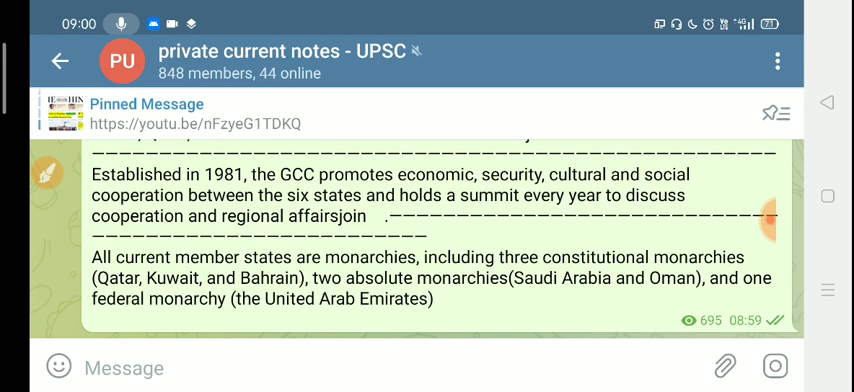 09:00
4G 71
PU
private current notes - UPSC
848 members, 44 online
Pinned Message
https://youtu.be/nFzyeG1TDKQ
Established in 1981, the GCC promotes economic, security, cultural and social
cooperation between the six states and holds a summit every year to discuss
cooperation and regional affairsjoin .——————————————————————————————
————————————————————————
All current member states are monarchies, including three constitutional monarchies
(Qatar, Kuwait, and Bahrain), two absolute monarchies(Saudi Arabia and Oman), and one
federal monarchy (the United Arab Emirates)
695 08:59
Message